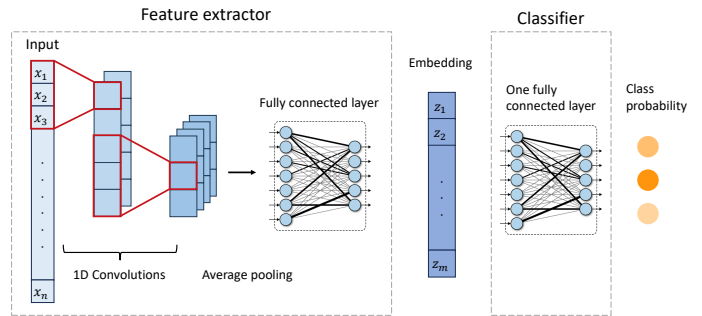 Feature extractor
Classifier
Input
x₁
x₂
x₃
xₙ
1D Convolutions
Average pooling
Fully connected layer
Embedding
z₁
z₂
zₘ
One fully
connected layer
Class
probability